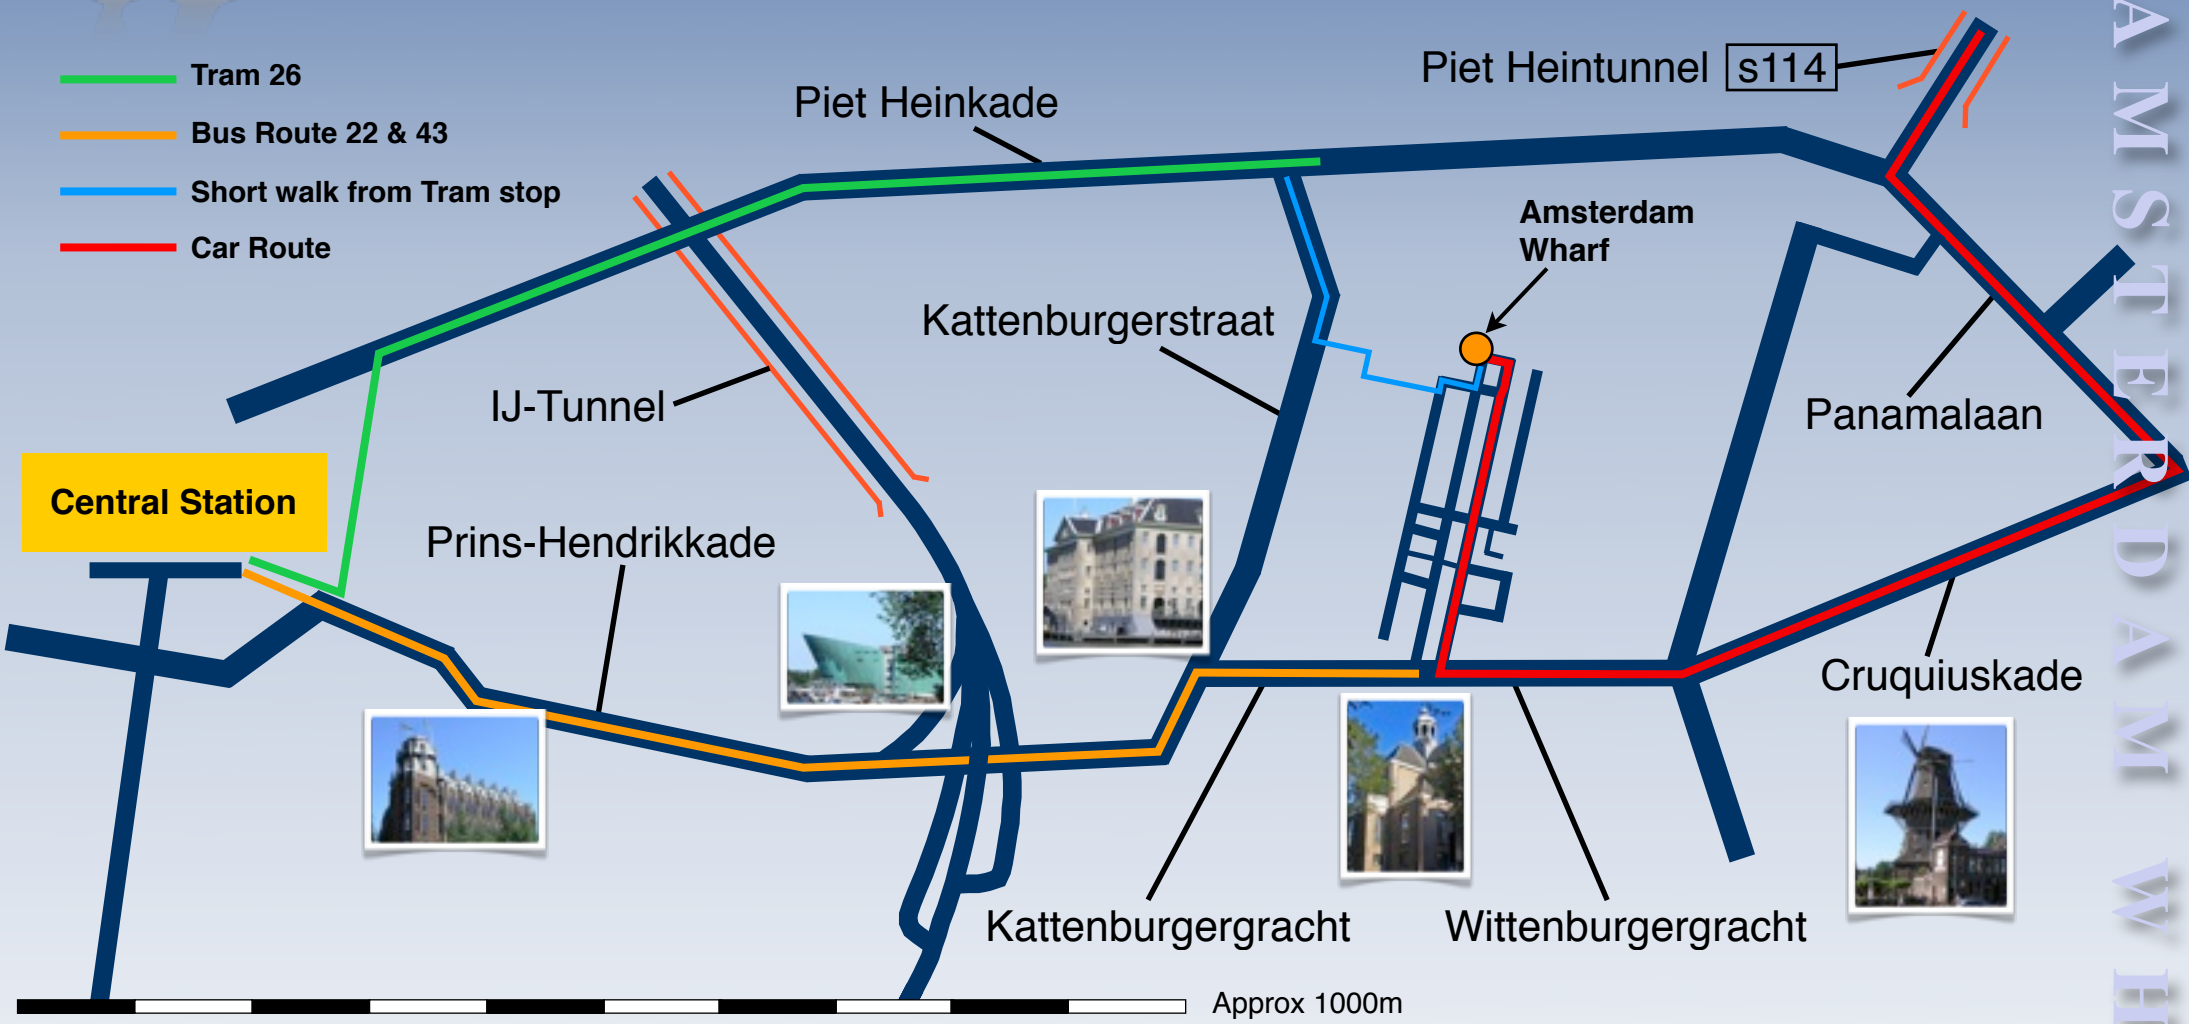 Tram 26
Bus Route 22 & 43
Short walk from Tram stop
Car Route
Piet Heinkade
Piet Heintunnel s114
Amsterdam
Wharf
Kattenburgerstraat
IJ-Tunnel
Panamalaan
Central Station
Prins-Hendrikkade
Cruquiuskade
Kattenburgergracht
Wittenburgergracht
Approx 1000m
AMSTERDAM WH